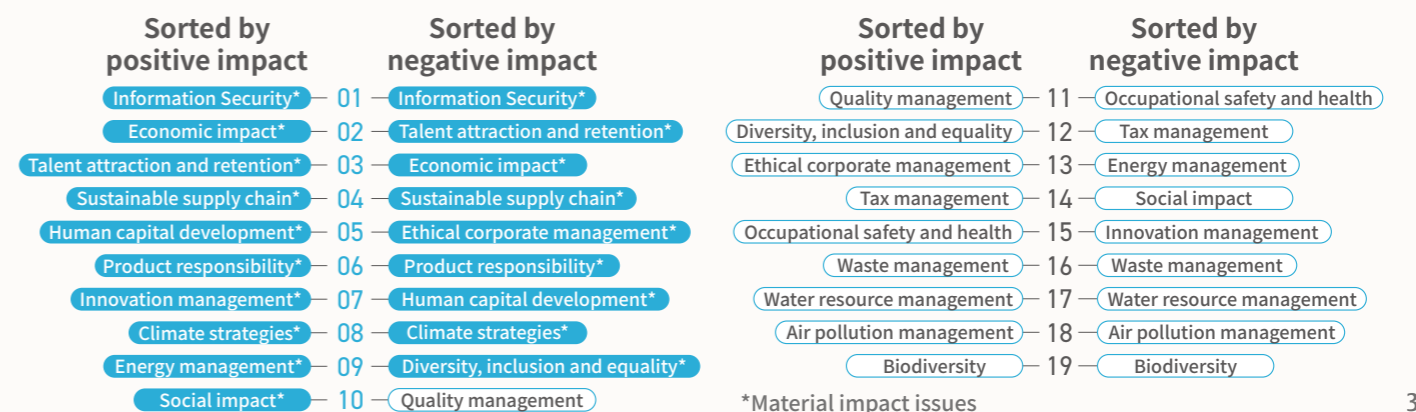 Sorted by
positive impact
Sorted by
negative impact
Information Security* 01 Information Security*
Economic impact* 02 Talent attraction and retention*
Talent attraction and retention* 03 Economic impact*
Sustainable supply chain* 04 Sustainable supply chain*
Human capital development* 05 Ethical corporate management*
Product responsibility* 06 Product responsibility*
Innovation management* 07 Human capital development*
Climate strategies* 08 Climate strategies*
Energy management* 09 Diversity, inclusion and equality*
Social impact* 10 Quality management
Sorted by
positive impact
Sorted by
negative impact
Quality management 11 Occupational safety and health
Diversity, inclusion and equality 12 Tax management
Ethical corporate management 13 Energy management
Tax management 14 Social impact
Occupational safety and health 15 Innovation management
Waste management 16 Waste management
Water resource management 17 Water resource management
Air pollution management 18 Air pollution management
Biodiversity 19 Biodiversity
*Material impact issues